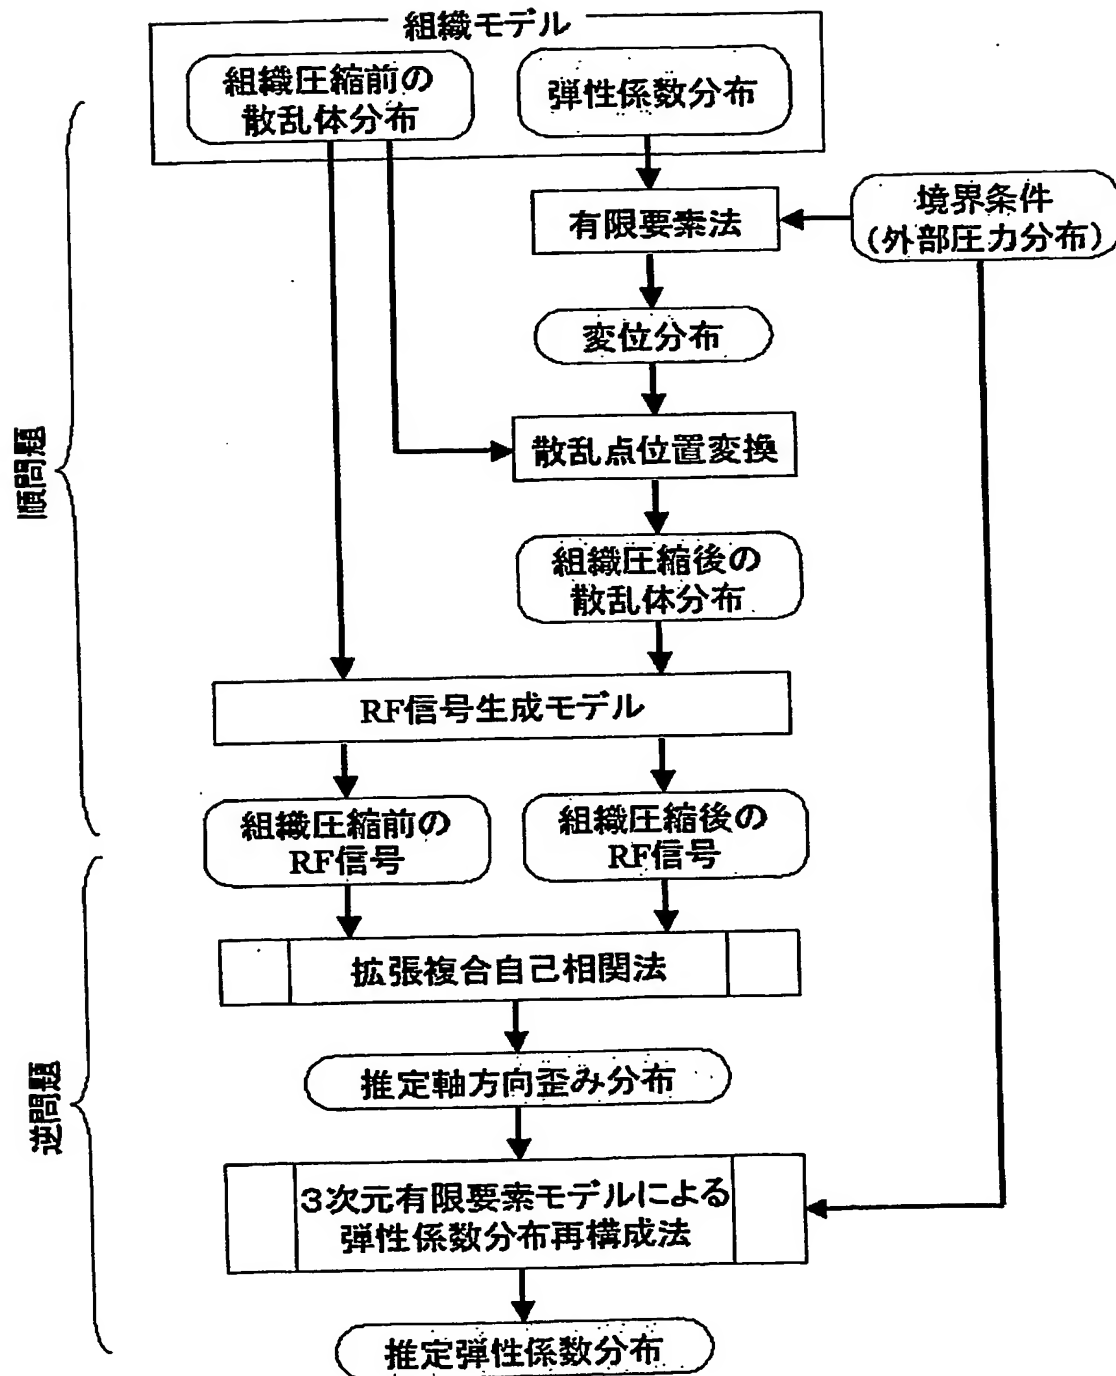 組織モデル
組織圧縮前の
散乱体分布
弾性係数分布
有限要素法
境界条件
(外部圧力分布)
変位分布
散乱点位置変換
順問題
組織圧縮後の
散乱体分布
RF信号生成モデル
組織圧縮前の
RF信号
組織圧縮後の
RF信号
拡張複合自己相関法
推定軸方向歪み分布
逆問題
3次元有限要素モデルによる
弾性係数分布再構成法
推定弾性係数分布